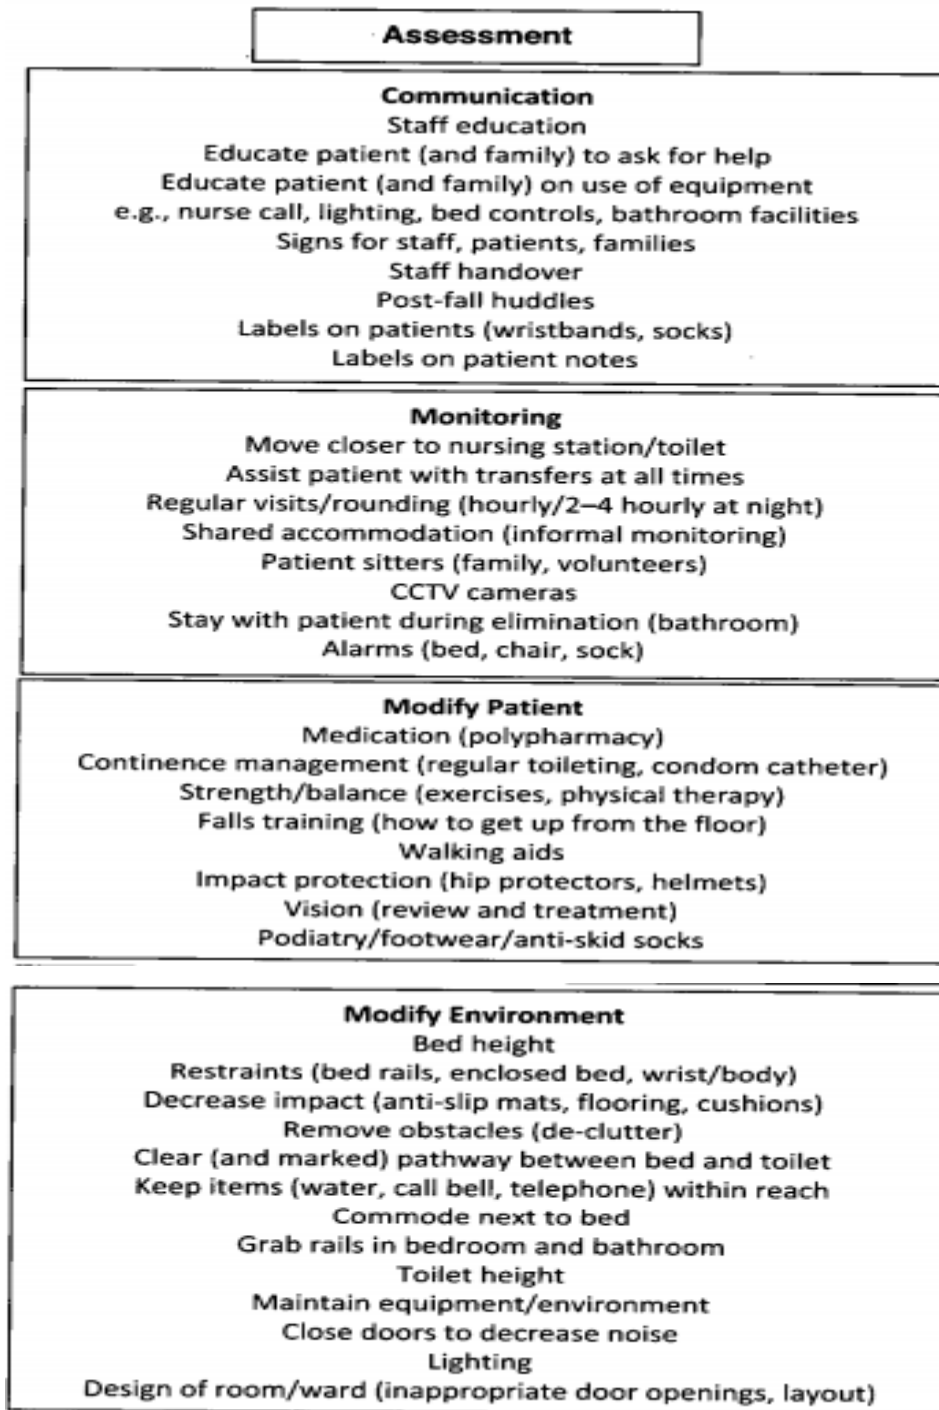 Assessment
Communication
Staff education
Educate patient (and family) to ask for help
Educate patient (and family) on use of equipment
e.g., nurse call, lighting, bed controls, bathroom facilities
Signs for staff, patients, families
Staff handover
Post-fall huddles
Labels on patients (wristbands, socks)
Labels on patient notes
Monitoring
Move closer to nursing station/toilet
Assist patient with transfers at all times
Regular visits/rounding (hourly/2–4 hourly at night)
Shared accommodation (informal monitoring)
Patient sitters (family, volunteers)
CCTV cameras
Stay with patient during elimination (bathroom)
Alarms (bed, chair, sock)
Modify Patient
Medication (polypharmacy)
Continence management (regular toileting, condom catheter)
Strength/balance (exercises, physical therapy)
Falls training (how to get up from the floor)
Walking aids
Impact protection (hip protectors, helmets)
Vision (review and treatment)
Podiatry/footwear/anti-skid socks
Modify Environment
Bed height
Restraints (bed rails, enclosed bed, wrist/body)
Decrease impact (anti-slip mats, flooring, cushions)
Remove obstacles (de-clutter)
Clear (and marked) pathway between bed and toilet
Keep items (water, call bell, telephone) within reach
Commode next to bed
Grab rails in bedroom and bathroom
Toilet height
Maintain equipment/environment
Close doors to decrease noise
Lighting
Design of room/ward (inappropriate door openings, layout)